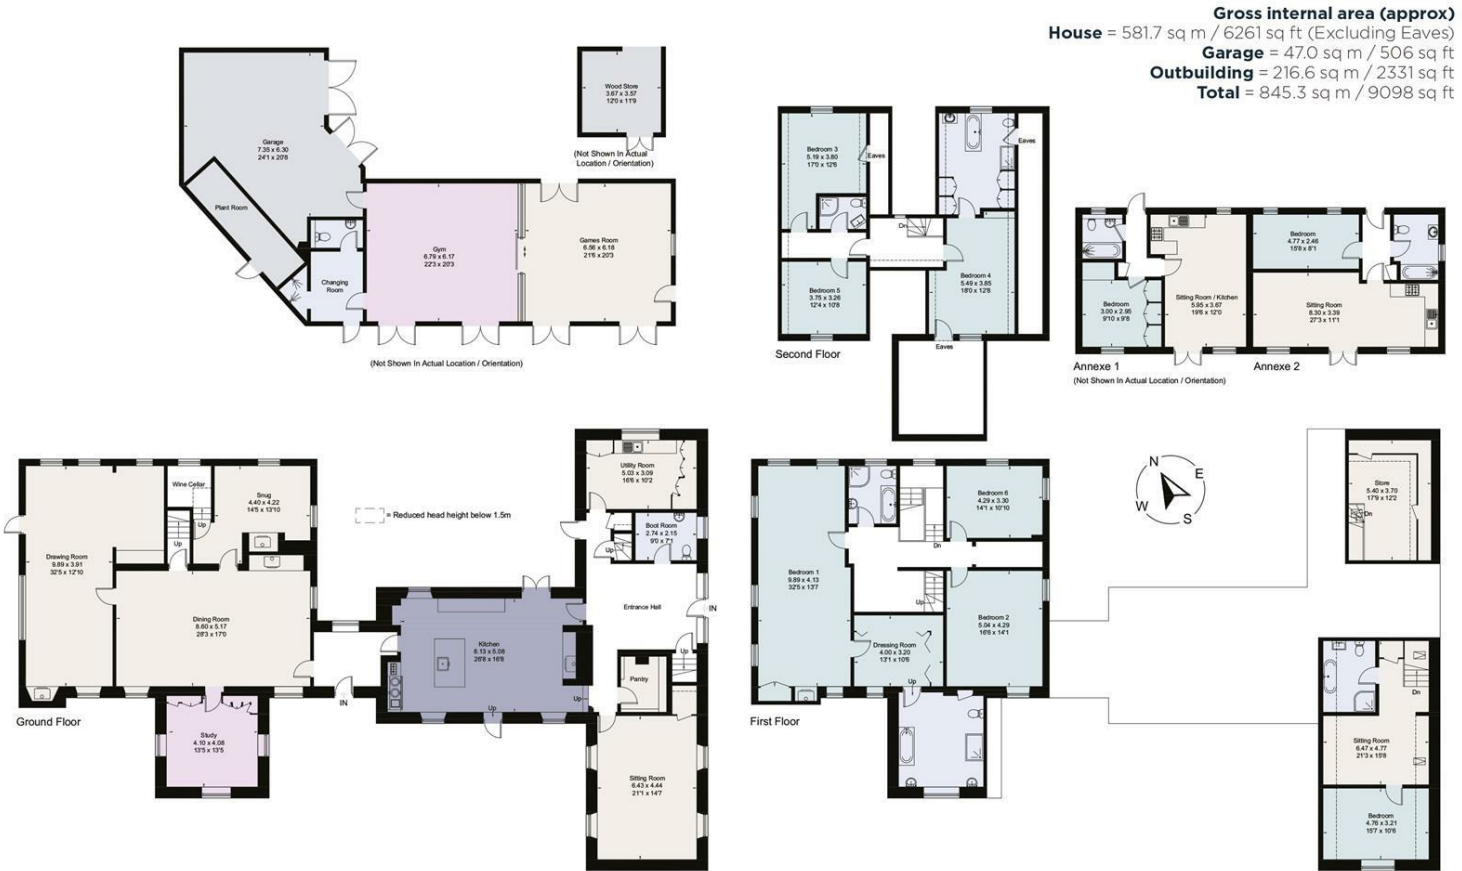 Gross internal area (approx)
House = 581.7 sq m / 6261 sq ft (Excluding Eaves)
Garage = 47.0 sq m / 506 sq ft
Outbuilding = 216.6 sq m / 2331 sq ft
Total = 845.3 sq m / 9098 sq ft
Garage
7.35 x 6.30
24'1 x 20'8
Plant Room
Changing
Room
Gym
6.79 x 6.17
22'3 x 20'3
Games Room
6.56 x 6.18
21'6 x 20'3
(Not Shown In Actual Location / Orientation)
Wood Store
3.67 x 3.57
12'0 x 11'9
(Not Shown In Actual
Location / Orientation)
Bedroom 3
5.19 x 3.80
17'0 x 12'6
Eaves
Eaves
Dn
Bedroom 4
5.49 x 3.85
18'0 x 12'8
Bedroom 5
3.75 x 3.26
12'4 x 10'8
Eaves
Second Floor
Bedroom
3.00 x 2.95
9'10 x 9'8
Sitting Room / Kitchen
5.95 x 3.67
19'6 x 12'0
Bedroom
4.77 x 2.46
15'8 x 8'1
Sitting Room
8.30 x 3.39
27'3 x 11'1
Annexe 1
Annexe 2
(Not Shown In Actual Location / Orientation)
Drawing Room
9.89 x 3.91
32'5 x 12'10
Wine Cellar
Up
Up
Snug
4.40 x 4.22
14'5 x 13'10
Dining Room
8.60 x 5.17
28'3 x 17'0
Study
4.10 x 4.08
13'5 x 13'5
IN
Ground Floor
= Reduced head height below 1.5m
Kitchen
8.13 x 5.08
26'8 x 16'8
Up
Up
Utility Room
5.03 x 3.09
16'6 x 10'2
Boot Room
2.74 x 2.15
9'0 x 7'1
Up
Entrance Hall
IN
Up
Pantry
Sitting Room
6.43 x 4.44
21'1 x 14'7
Bedroom 1
9.89 x 4.13
32'5 x 13'7
Dn
Up
Bedroom 6
4.29 x 3.30
14'1 x 10'10
Bedroom 2
5.04 x 4.29
16'6 x 14'1
Dressing Room
4.00 x 3.20
13'1 x 10'6
Up
First Floor
N
E
S
W
Store
5.40 x 3.70
17'9 x 12'2
Dn
Dn
Sitting Room
6.47 x 4.77
21'3 x 15'8
Bedroom
4.76 x 3.21
15'7 x 10'6